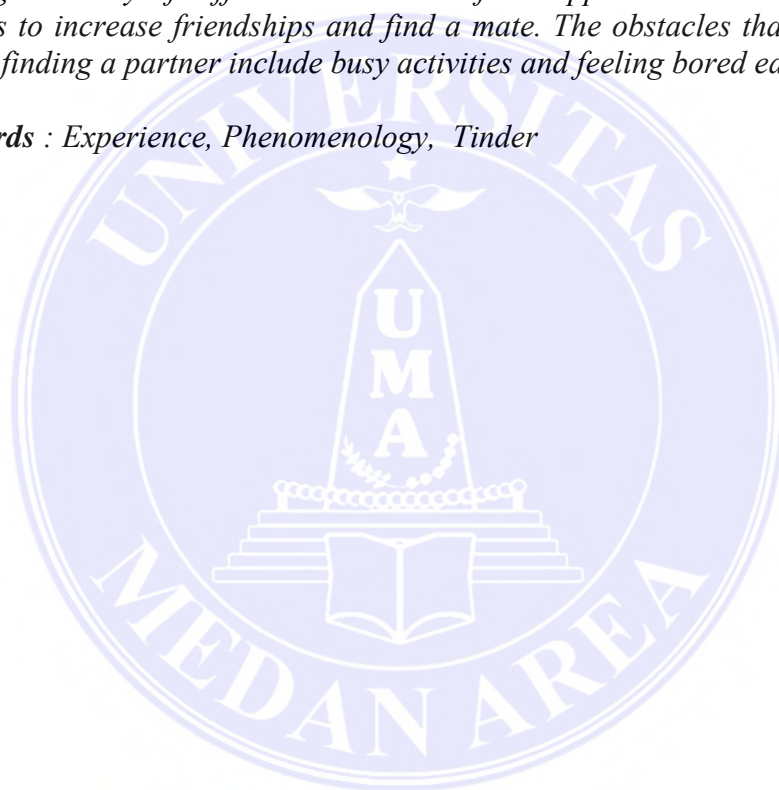 s to increase friendships and find a mate. The obstacles tha
finding a partner include busy activities and feeling bored ea
rds : Experience, Phenomenology, Tinder
UNIVERSITAS
U
M
A
MEDAN AREA